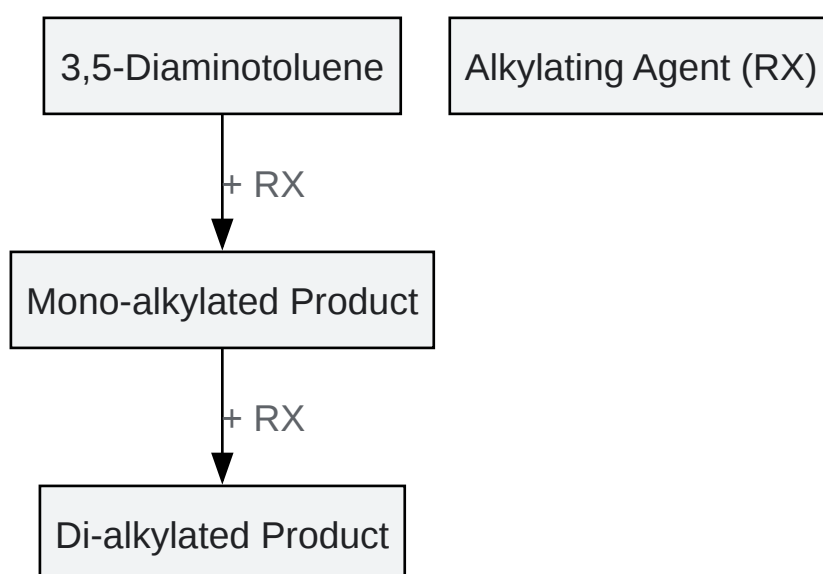 3,5-Diaminotoluene
Alkylating Agent (RX)
+ RX
Mono-alkylated Product
+ RX
Di-alkylated Product